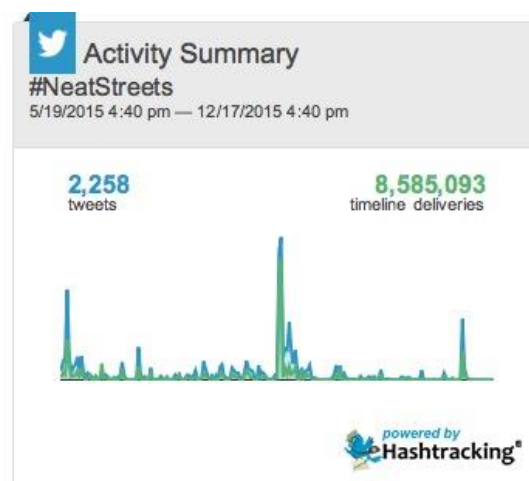 Activity Summary
#NeatStreets
5/19/2015 4:40 pm — 12/17/2015 4:40 pm
2,258 8,585,093
tweets timeline deliveries
powered by
Hashtracking®